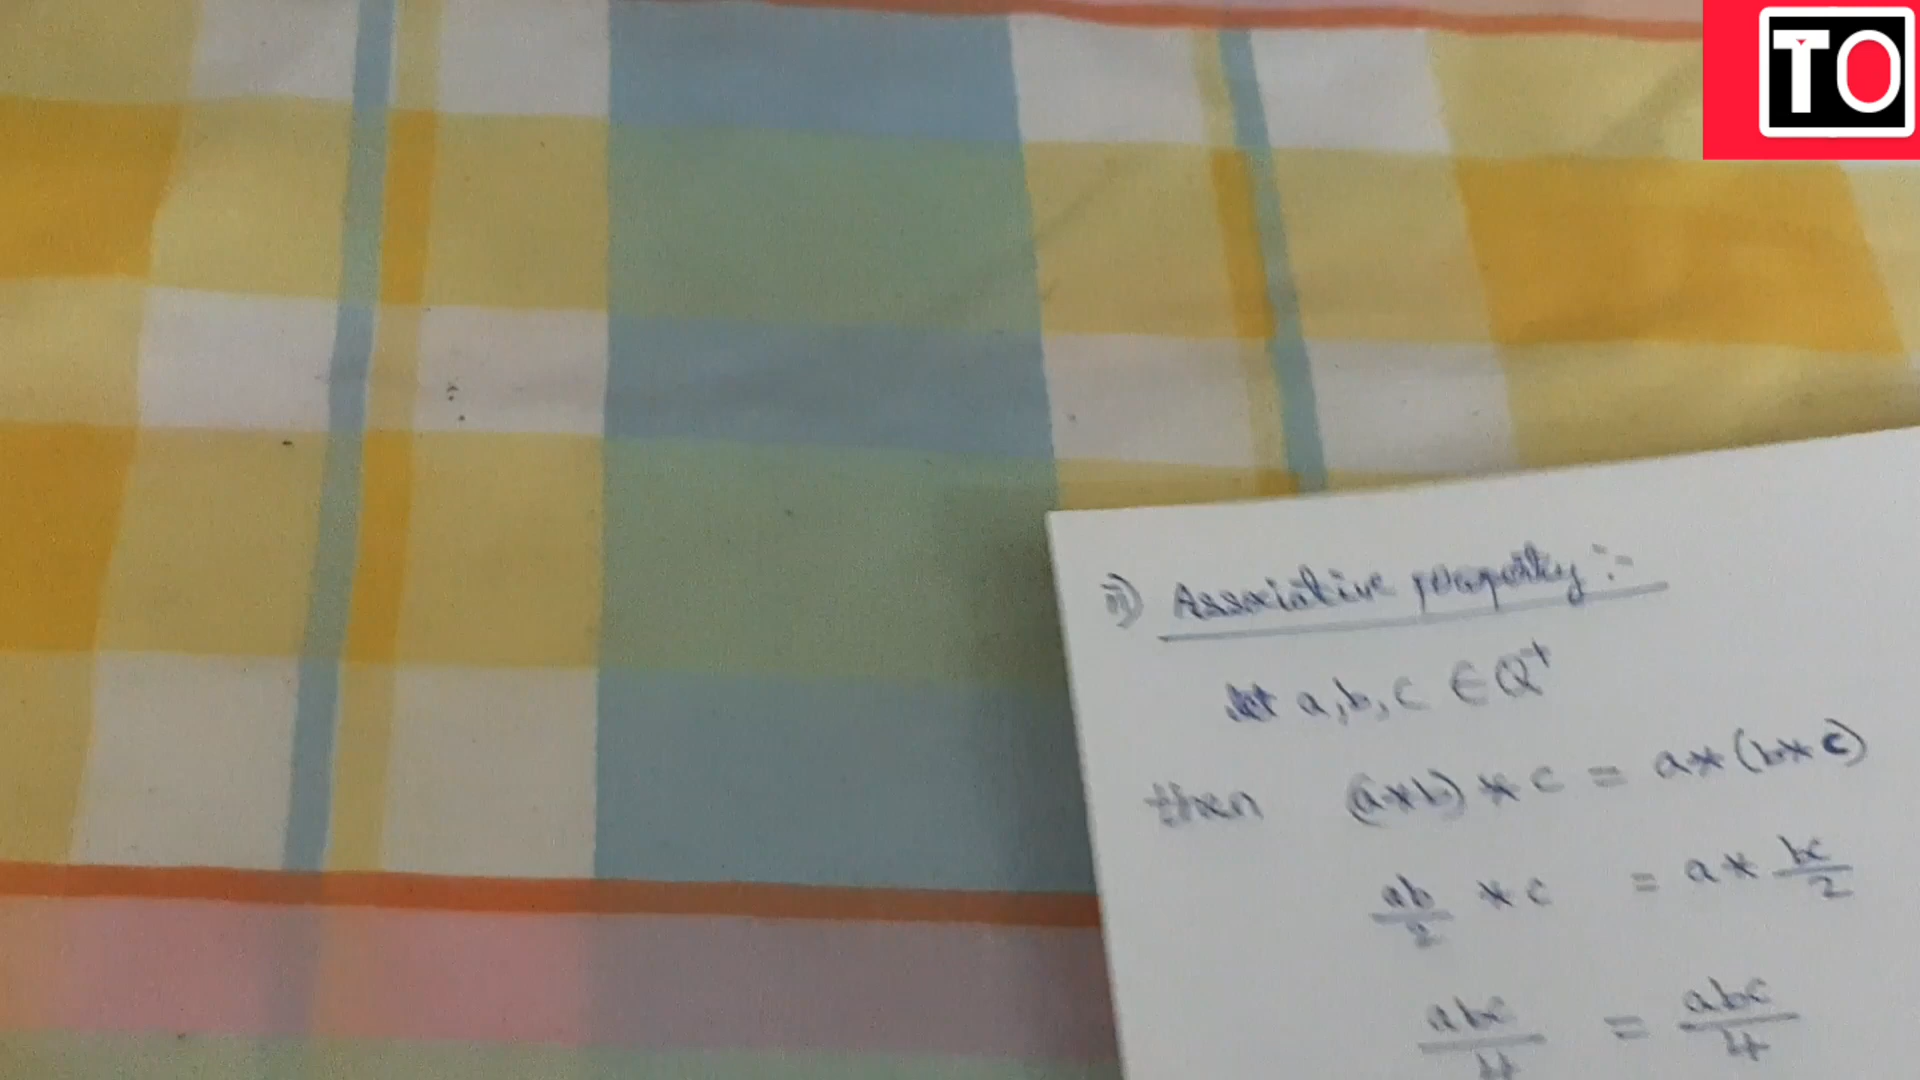 TO
ii) Associative property :-
let a, b, c ∈ Q⁺
then (a*b) * c = a*(b*c)
ab/2 * c = a * bc/2
abc/4 = abc/4